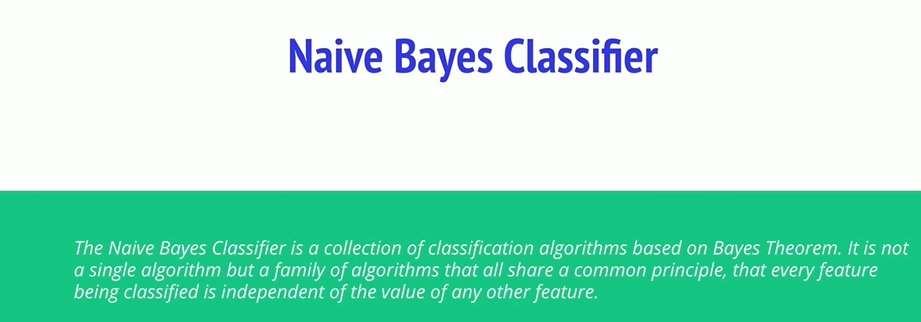 Naive Bayes Classifier
The Naive Bayes Classifier is a collection of classification algorithms based on Bayes Theorem. It is not
a single algorithm but a family of algorithms that all share a common principle, that every feature
being classified is independent of the value of any other feature.